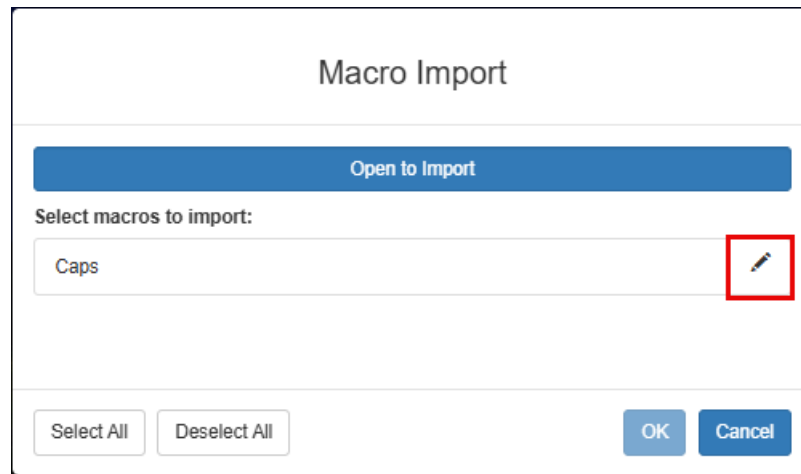 Macro Import
Open to Import
Select macros to import:
Caps
Select All Deselect All OK Cancel